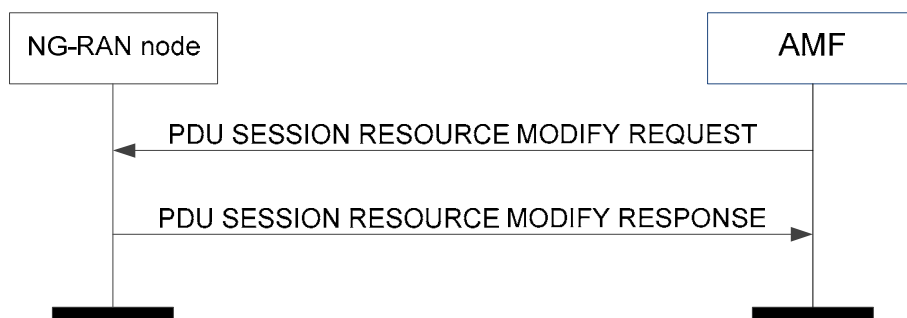 NG-RAN node
AMF
PDU SESSION RESOURCE MODIFY REQUEST
PDU SESSION RESOURCE MODIFY RESPONSE